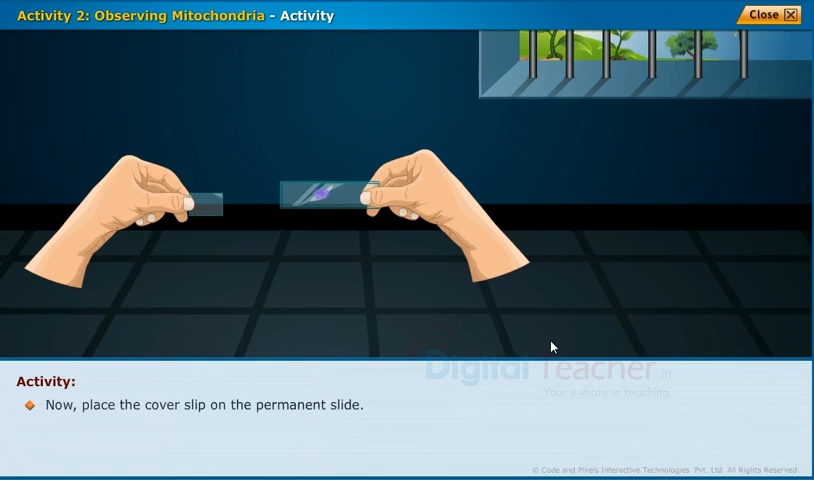 Activity 2: Observing Mitochondria - Activity
Close
Activity:
Now, place the cover slip on the permanent slide.
Digital Teacher.in
Your e-mate in teaching
© Code and Pixels Interactive Technologies Pvt. Ltd. All Rights Reserved.